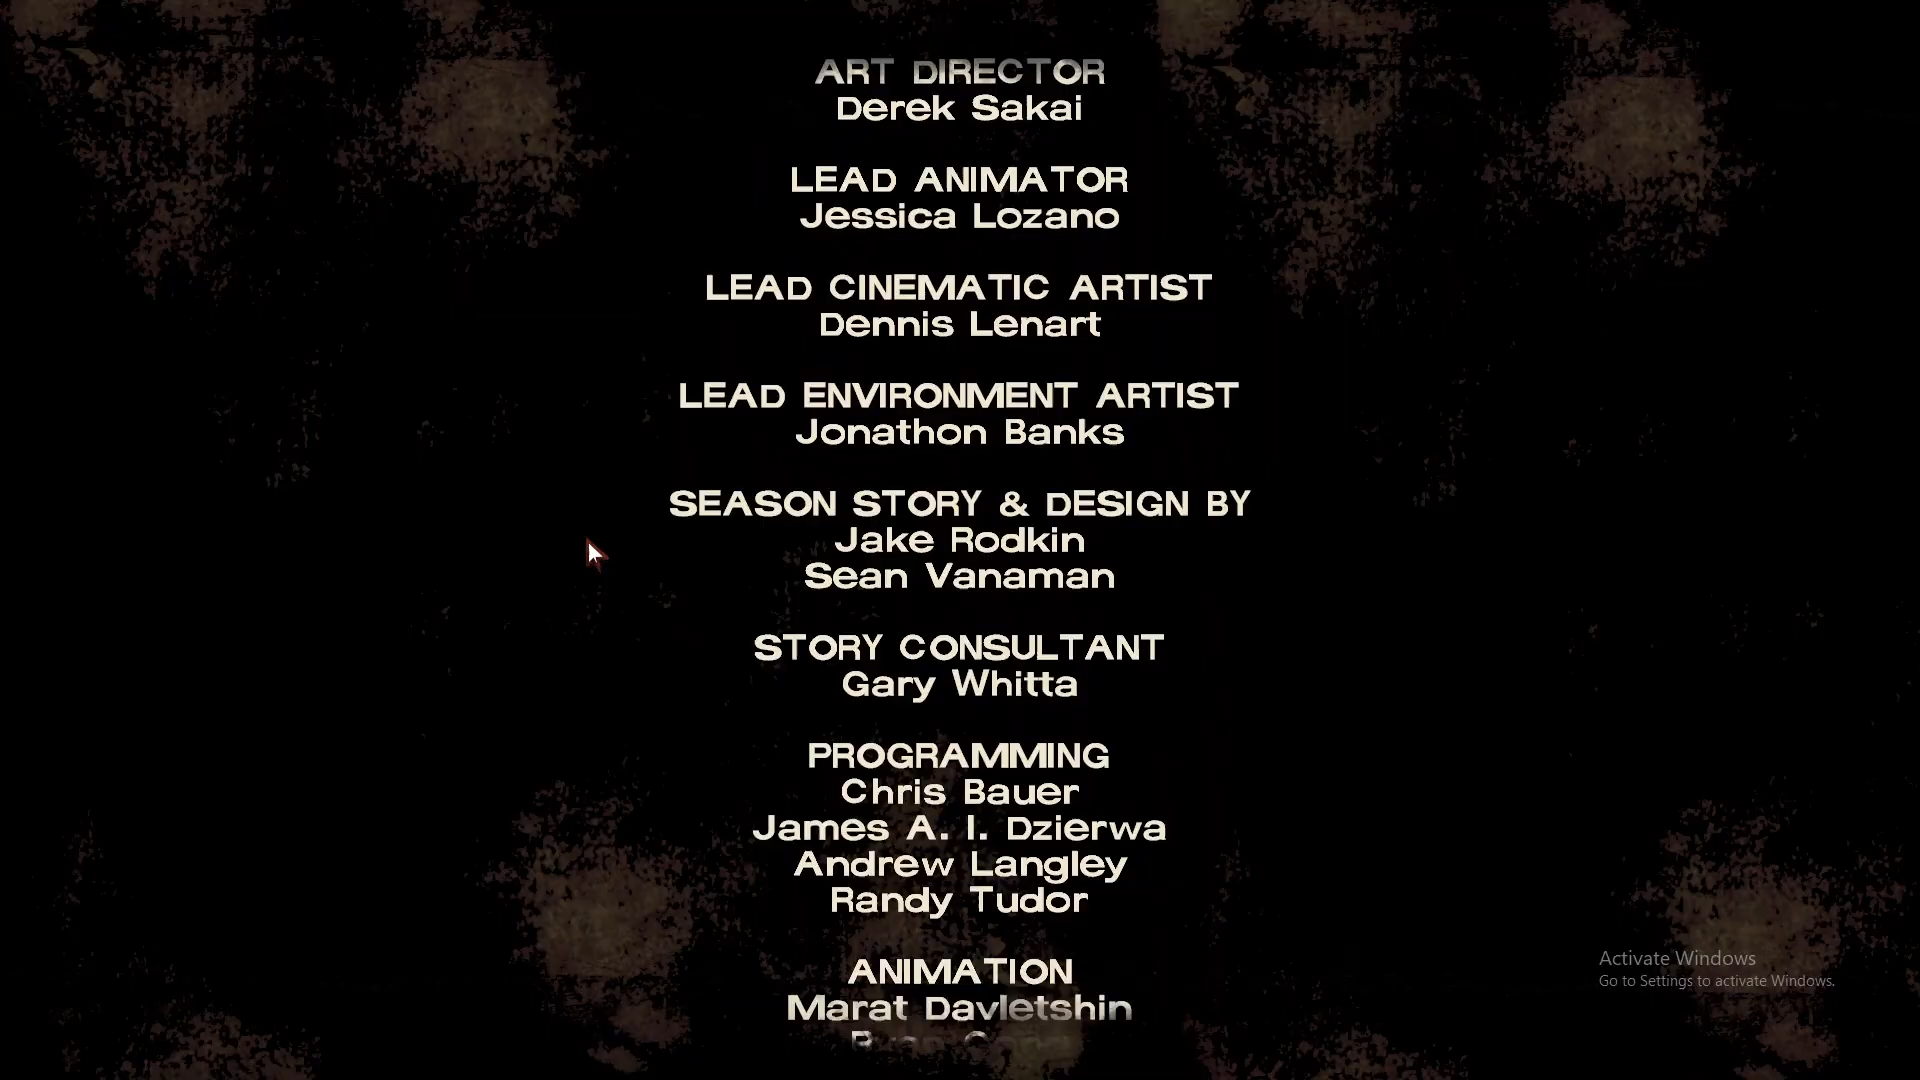 ART DIRECTOR
Derek Sakai
LEAD ANIMATOR
Jessica Lozano
LEAD CINEMATIC ARTIST
Dennis Lenart
LEAD ENVIRONMENT ARTIST
Jonathon Banks
SEASON STORY & DESIGN BY
Jake Rodkin
Sean Vanaman
STORY CONSULTANT
Gary Whitta
PROGRAMMING
Chris Bauer
James A. I. Dzierwa
Andrew Langley
Randy Tudor
ANIMATION
Marat Davletshin
Activate Windows
Go to Settings to activate Windows.